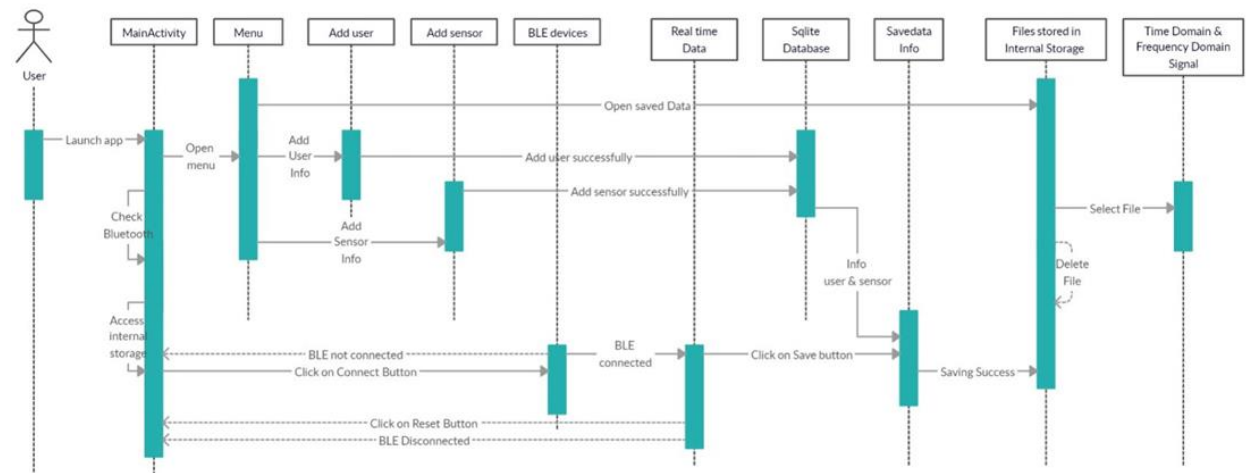 MainActivity
Menu
Add user
Add sensor
BLE devices
Real time
Data
Sqlite
Database
Savedata
Info
Files stored in
Internal Storage
Time Domain &
Frequency Domain
Signal
User
Open saved Data
Launch app
Open
menu
Add
User
Info
Add user successfully
Add sensor successfully
Select File
Check
Bluetooth
Add
Sensor
Info
Info
user & sensor
Delete
File
Access
internal
storage
BLE not connected
BLE
connected
Click on Save button
Click on Connect Button
Saving Success
Click on Reset Button
BLE Disconnected